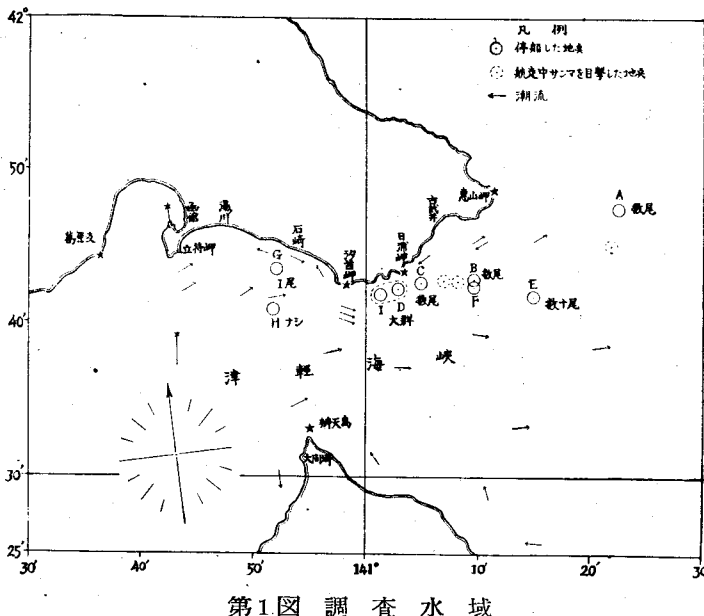 42°
凡例
停船した地点
航走中サンマを目撃した地点
潮流
50′
恵山岬
古武井
A
数尾
函館
湯川
石崎
葛登支
立待岬
汐首岬
日浦岬
G
1尾
C
数尾
B
数尾
F
E
数十尾
I
D
大群
H ナシ
40′
津軽海峡
弁天島
大間岬
30′
25′
30′
40′
50′
141°
10′
20′
30
第1図 調査水域